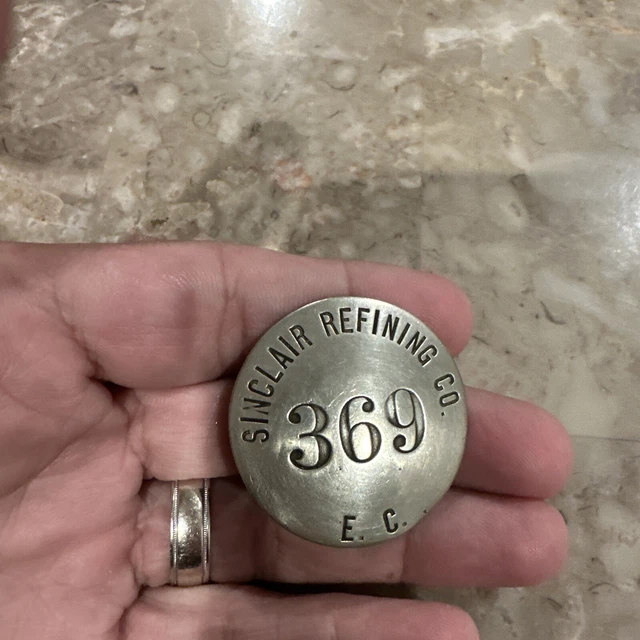 SINCLAIR REFINING CO.
369
E. C.